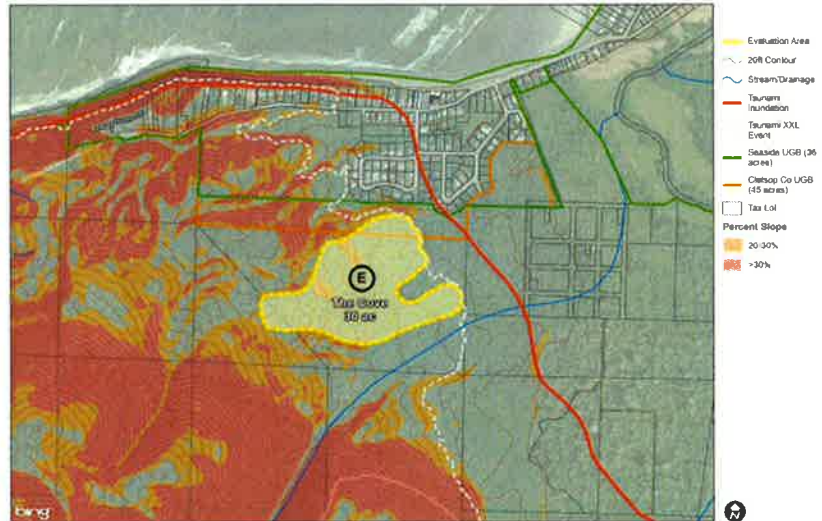 E
The Cove
30 ac
bing
Evaluation Area
20ft Contour
Stream/Drainage
Tsunami
Inundation
Tsunami XXL
Event
Seaside UGB (36
acres)
Clatsop Co UGB
(45 acres)
Tax Lot
Percent Slope
20-30%
>30%
N